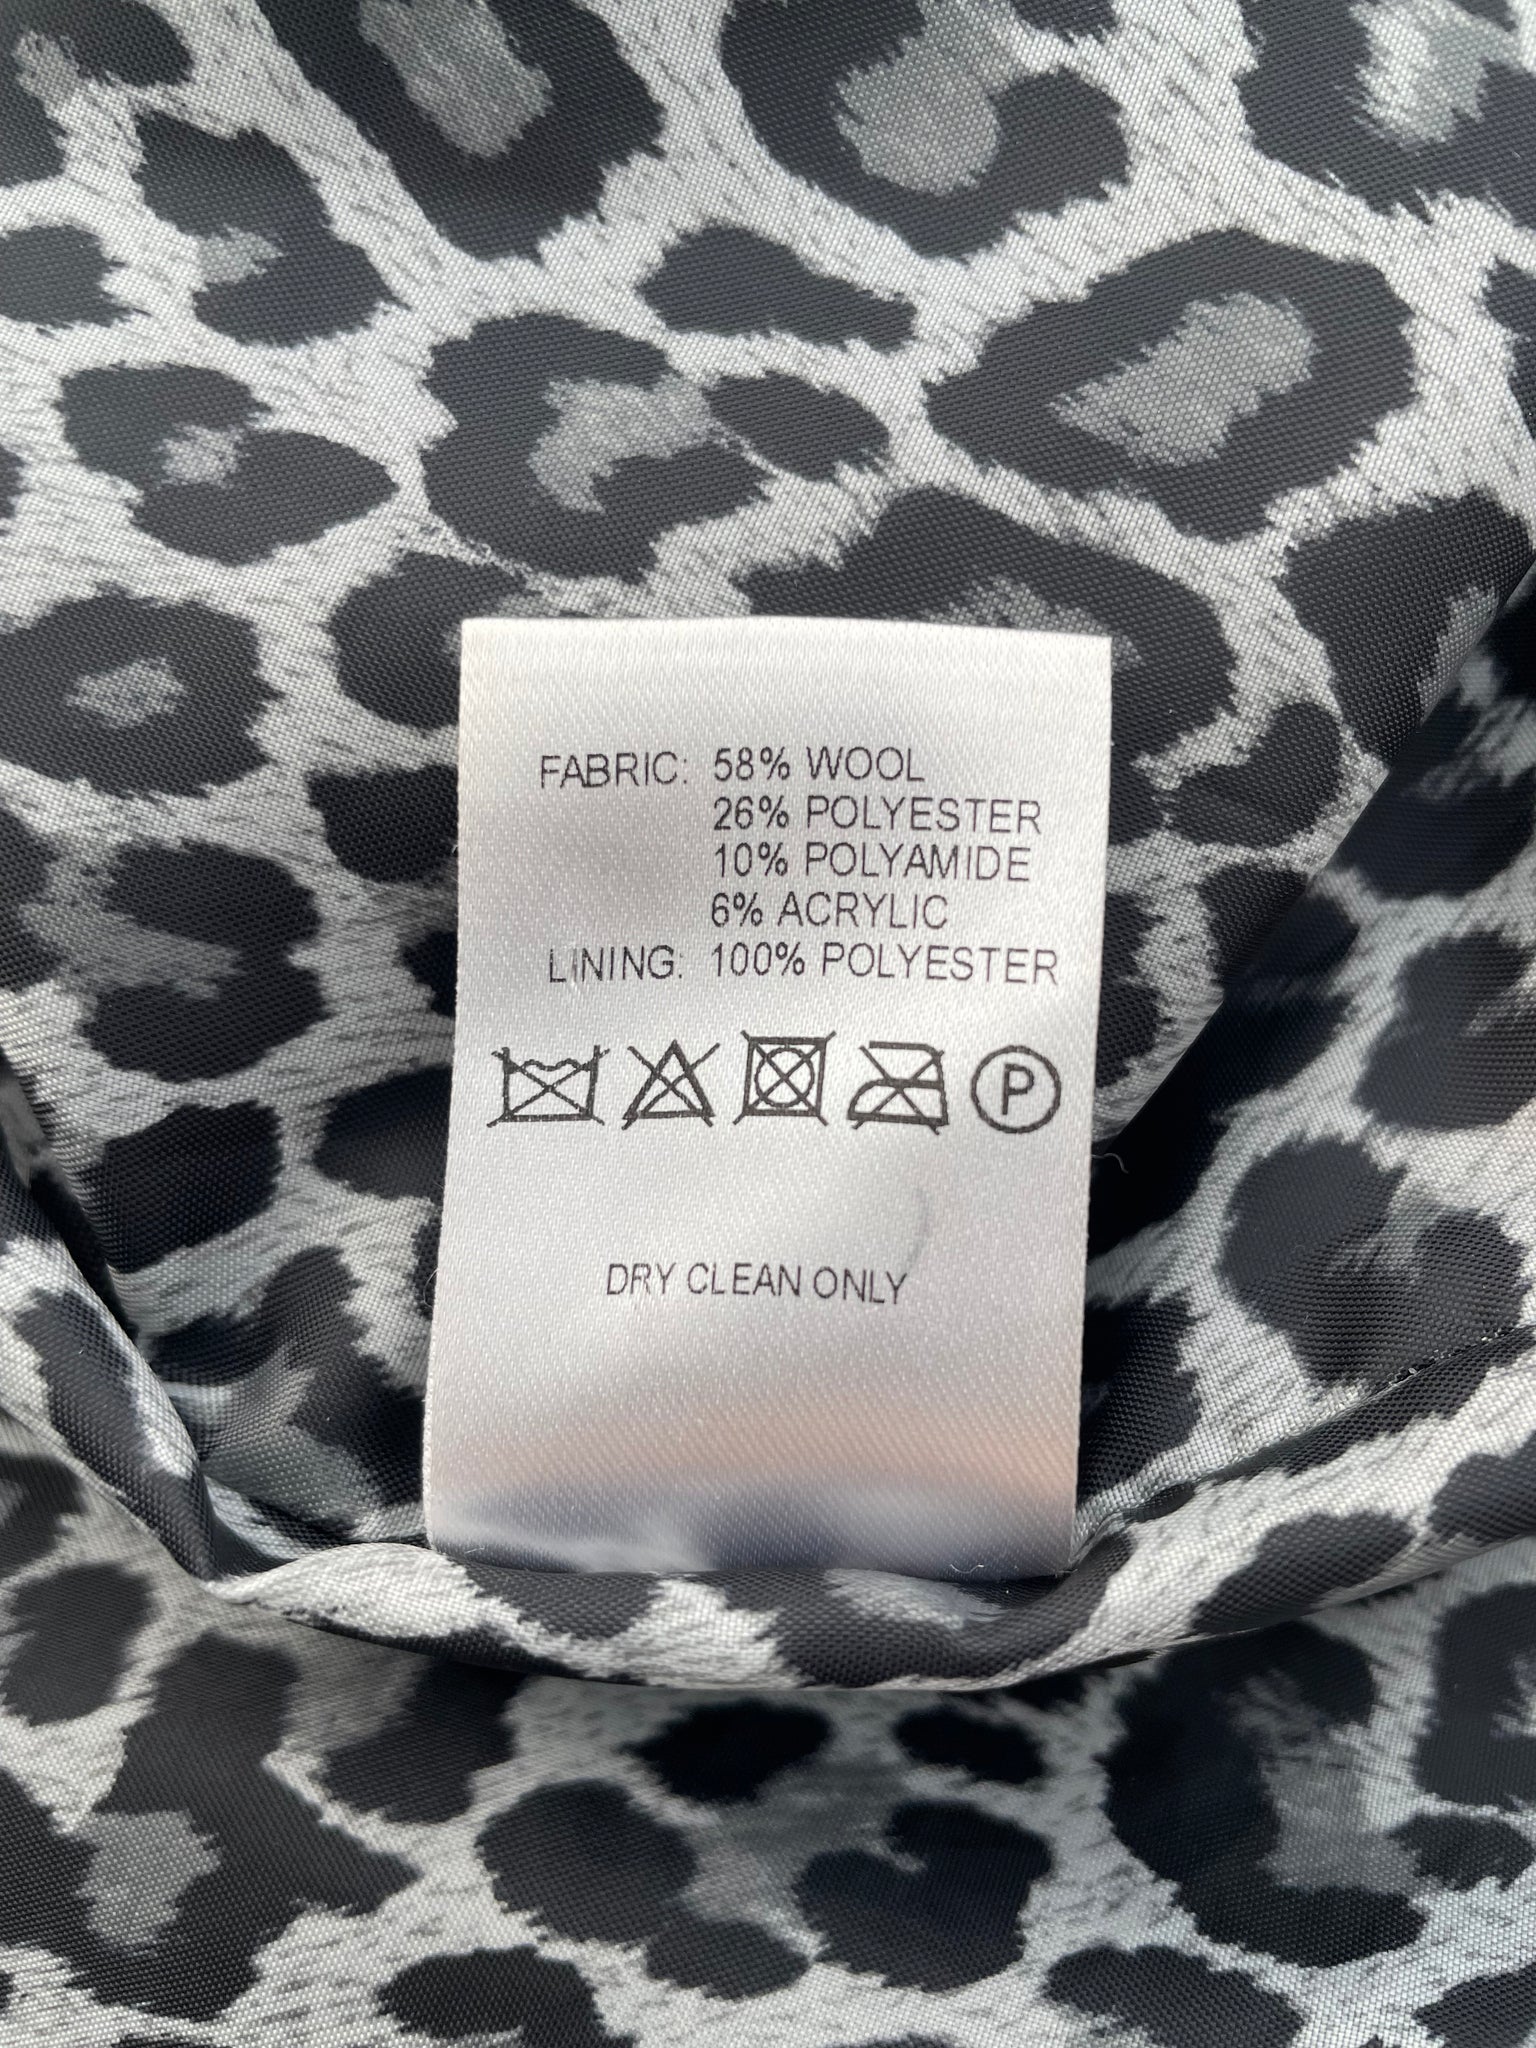 FABRIC: 58% WOOL
26% POLYESTER
10% POLYAMIDE
6% ACRYLIC
LINING: 100% POLYESTER
P
DRY CLEAN ONLY